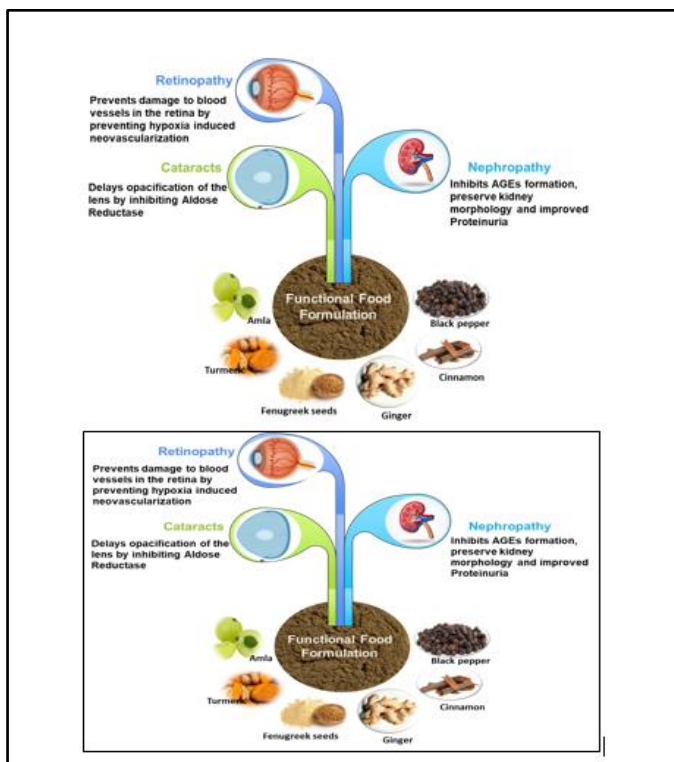 Retinopathy
Prevents damage to blood
vessels in the retina by
preventing hypoxia induced
neovascularization
Cataracts
Delays opacification of the
lens by inhibiting Aldose
Reductase
Nephropathy
Inhibits AGEs formation,
preserve kidney
morphology and improved
Proteinuria
Functional Food
Formulation
Amla
Black pepper
Turmeric
Cinnamon
Fenugreek seeds
Ginger
Retinopathy
Prevents damage to blood
vessels in the retina by
preventing hypoxia induced
neovascularization
Cataracts
Delays opacification of the
lens by inhibiting Aldose
Reductase
Nephropathy
Inhibits AGEs formation,
preserve kidney
morphology and improved
Proteinuria
Functional Food
Formulation
Amla
Black pepper
Turmeric
Cinnamon
Fenugreek seeds
Ginger